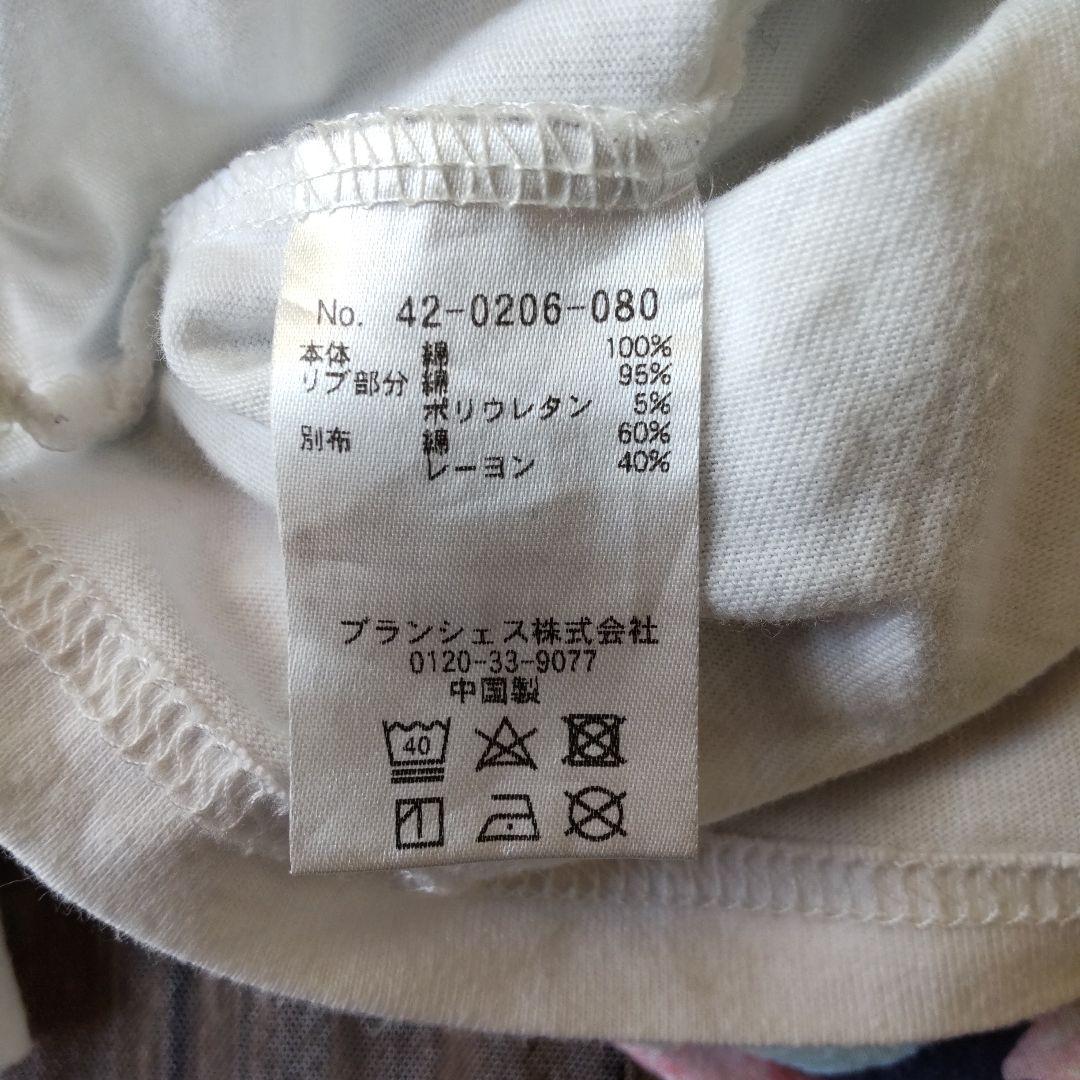 No. 42-0206-080
本体 綿 100%
リブ部分 綿 95%
ポリウレタン 5%
別布 綿 60%
レーヨン 40%
ブランシェス株式会社
0120-33-9077
中国製
40